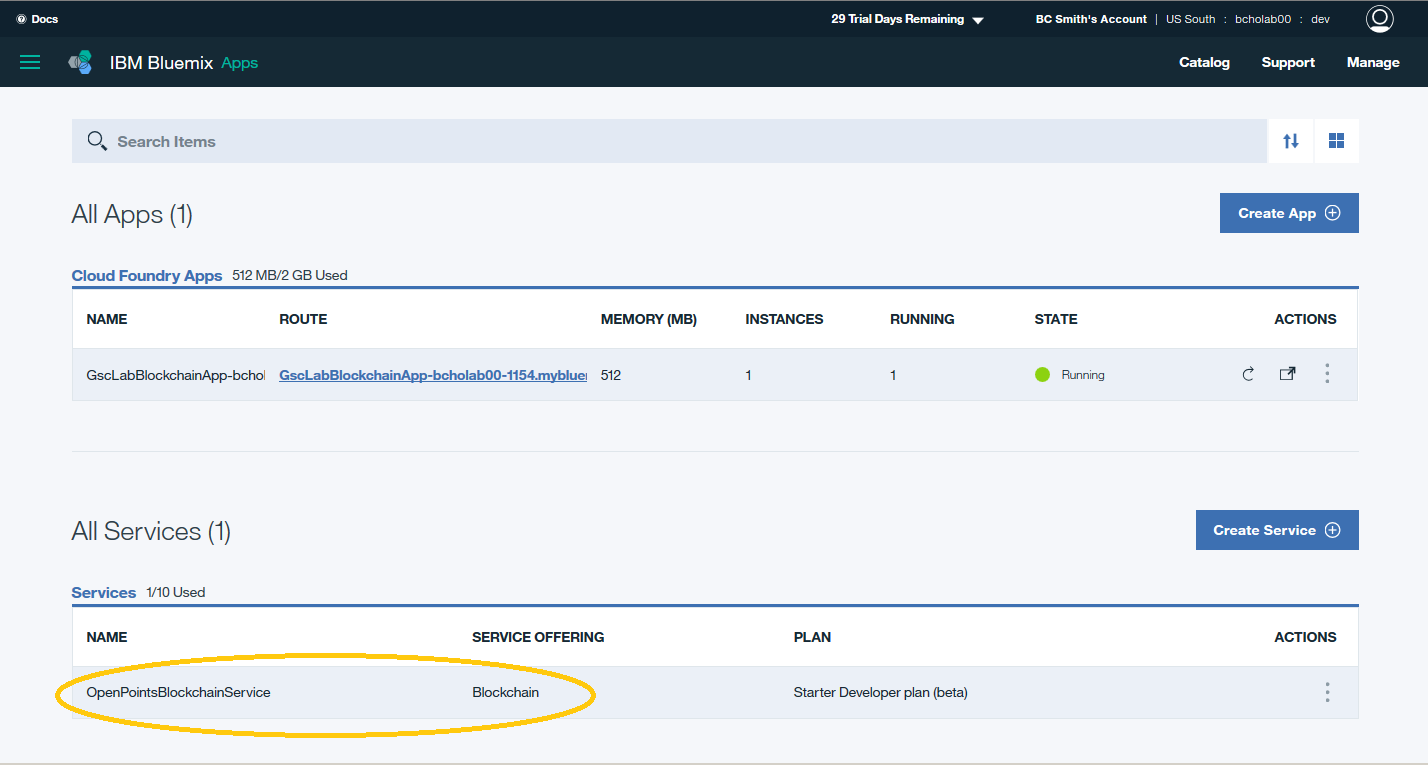 Docs 29 Trial Days Remaining BC Smith's Account | US South : bcholab00 : dev
IBM Bluemix Apps Catalog Support Manage
Search Items
All Apps (1) Create App
Cloud Foundry Apps 512 MB/2 GB Used
NAME ROUTE MEMORY (MB) INSTANCES RUNNING STATE ACTIONS
GscLabBlockchainApp-bchol GscLabBlockchainApp-bcholab00-1154.mybluer 512 1 1 Running
All Services (1) Create Service
Services 1/10 Used
NAME SERVICE OFFERING PLAN ACTIONS
OpenPointsBlockchainService Blockchain Starter Developer plan (beta)